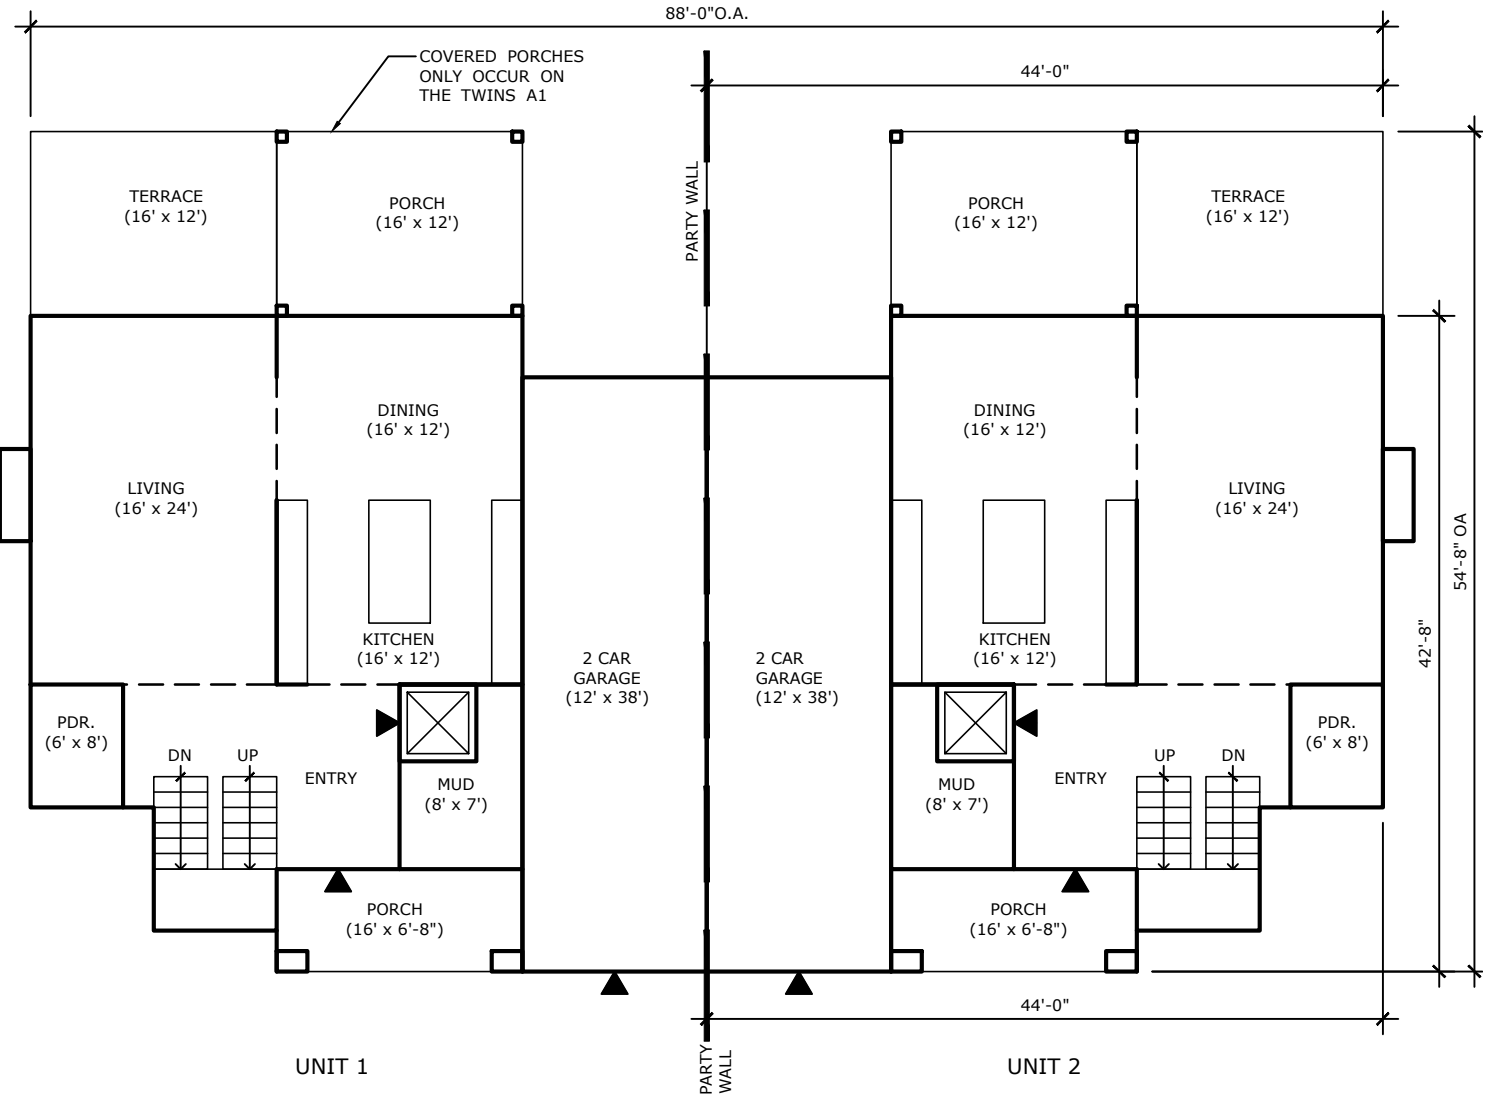 88'-0"O.A.
COVERED PORCHES
ONLY OCCUR ON
THE TWINS A1
44'-0"
TERRACE
(16' x 12')
PORCH
(16' x 12')
PARTY WALL
PORCH
(16' x 12')
TERRACE
(16' x 12')
DINING
(16' x 12')
DINING
(16' x 12')
LIVING
(16' x 24')
LIVING
(16' x 24')
54'-8" OA
42'-8"
KITCHEN
(16' x 12')
2 CAR
GARAGE
(12' x 38')
2 CAR
GARAGE
(12' x 38')
KITCHEN
(16' x 12')
PDR.
(6' x 8')
PDR.
(6' x 8')
DN
UP
ENTRY
MUD
(8' x 7')
MUD
(8' x 7')
ENTRY
UP
DN
PORCH
(16' x 6'-8")
PORCH
(16' x 6'-8")
44'-0"
UNIT 1
PARTY
WALL
UNIT 2